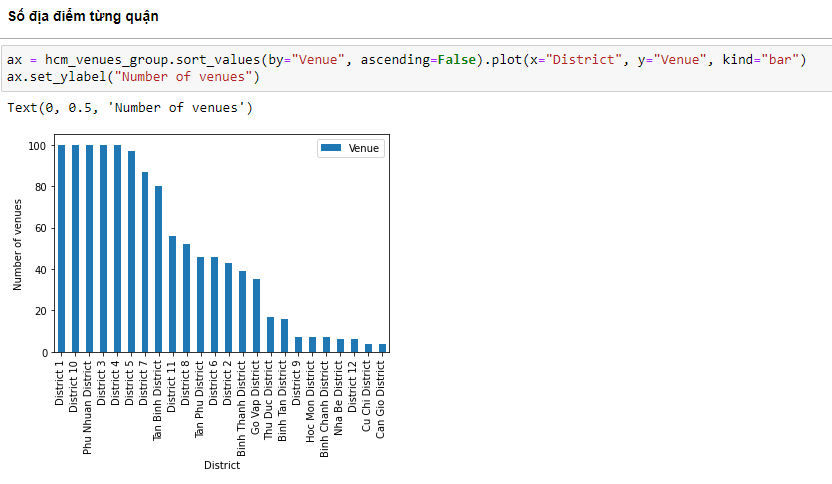 Số địa điểm từng quận
ax = hcm_venues_group.sort_values(by="Venue", ascending=False).plot(x="District", y="Venue", kind="bar")
ax.set_ylabel("Number of venues")
Text(0, 0.5, 'Number of venues')
Venue
100
80
60
40
20
0
Number of venues
District 1
District 10
Phu Nhuan District
District 3
District 4
District 5
District 7
Tan Binh District
District 11
District 8
Tan Phu District
District 6
District 2
Binh Thanh District
Go Vap District
Thu Duc District
Binh Tan District
District 9
Hoc Mon District
Binh Chanh District
Nha Be District
District 12
Cu Chi District
Can Gio District
District